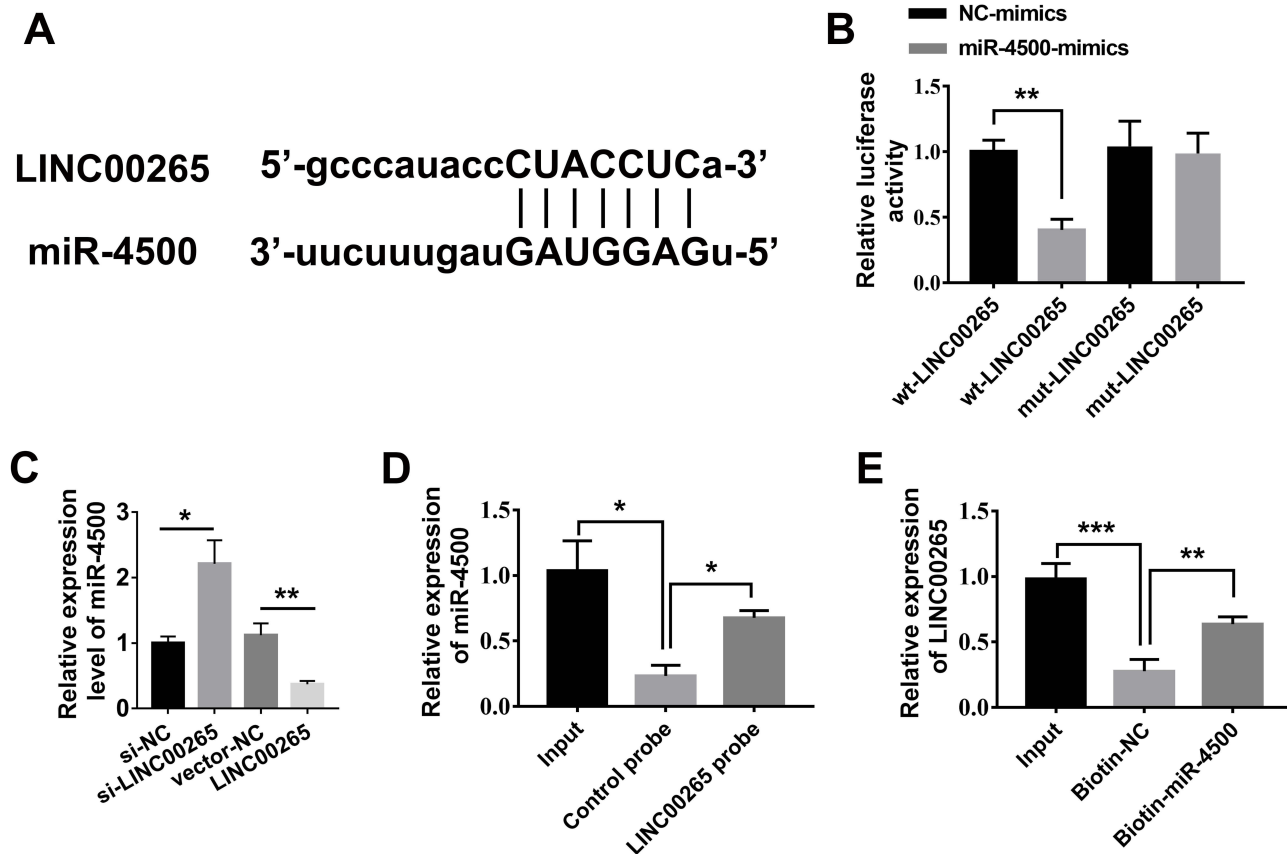 A
LINC00265 5’-gcccauaccCUACCUCa-3’
miR-4500 3’-uucuuugauGAUGGAGu-5’
B
NC-mimics
miR-4500-mimics
Relative luciferase
activity
1.5
1.0
0.5
0.0
**
wt-LINC00265
wt-LINC00265
mut-LINC00265
mut-LINC00265
C
Relative expression
level of miR-4500
3
2
1
0
*
**
si-NC
si-LINC00265
vector-NC
LINC00265
D
Relative expression
of miR-4500
1.5
1.0
0.5
0.0
*
*
Input
Control probe
LINC00265 probe
E
Relative expression
of LINC00265
1.5
1.0
0.5
0.0
***
**
Input
Biotin-NC
Biotin-miR-4500